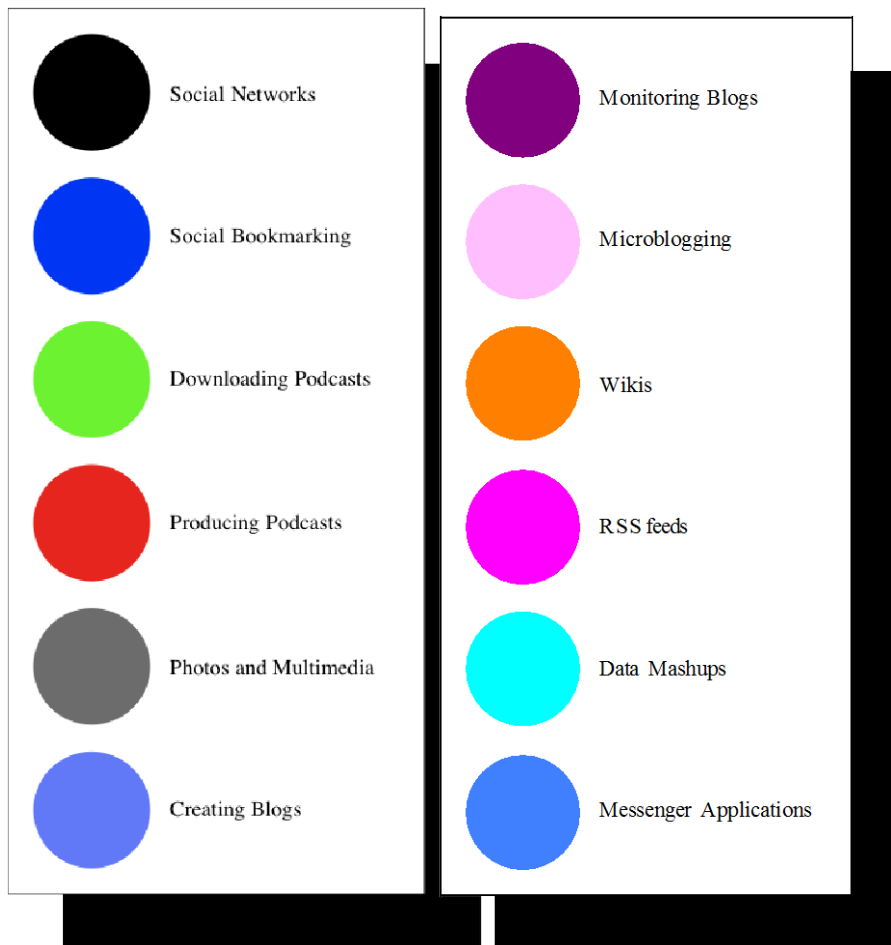 Social Networks
Social Bookmarking
Downloading Podcasts
Producing Podcasts
Photos and Multimedia
Creating Blogs
Monitoring Blogs
Microblogging
Wikis
RSS feeds
Data Mashups
Messenger Applications